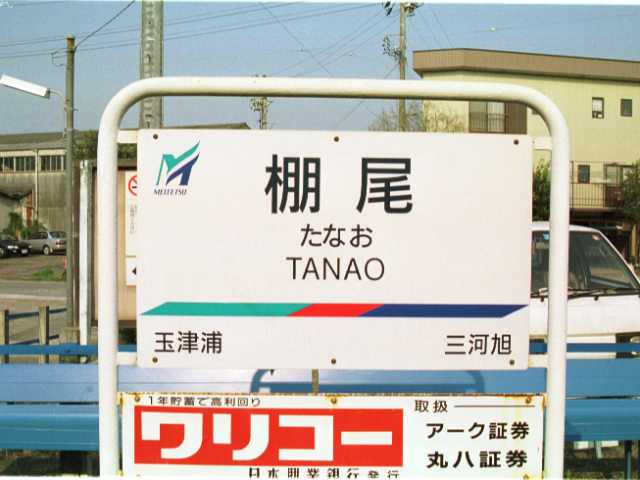 MEITETSU
棚尾
たなお
TANAO
玉津浦
三河旭
1年貯蓄で高利回り
ワリコー
日本興業銀行発行
取扱
アーク証券
丸八証券